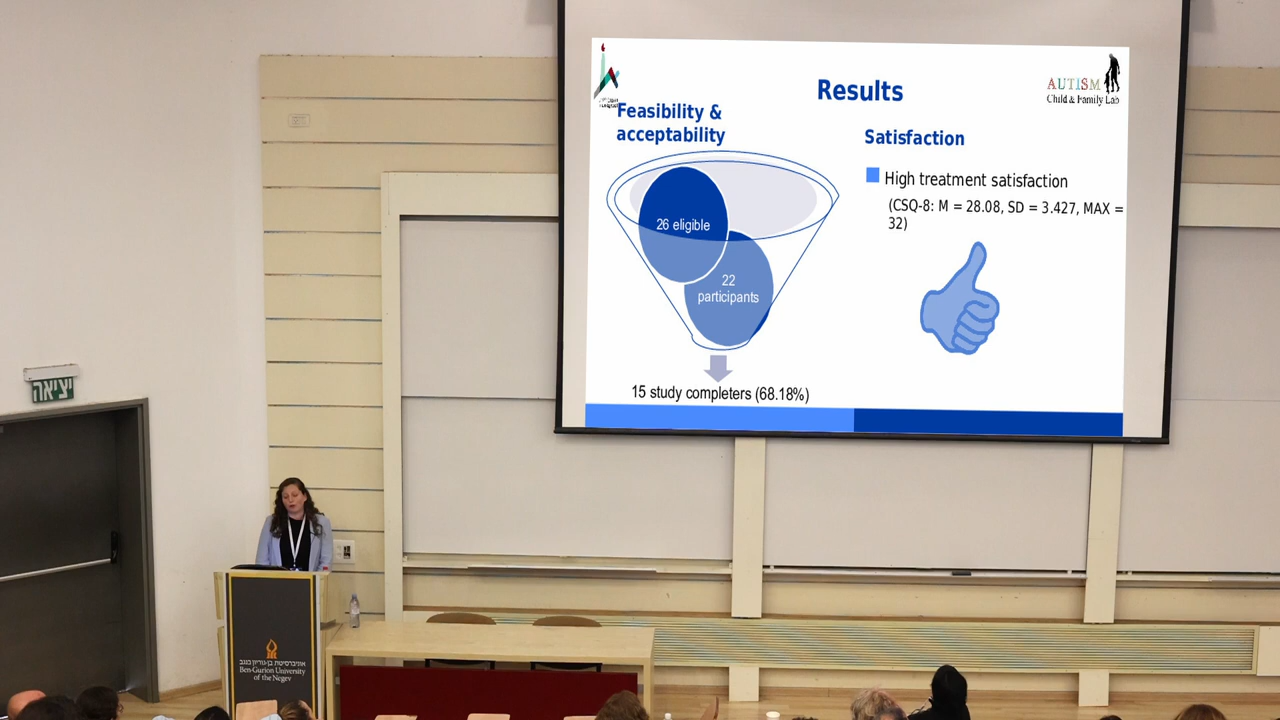 Results
AUTISM
Child & Family Lab
Feasibility &
acceptability
26 eligible
22
participants
15 study completers (68.18%)
Satisfaction
High treatment satisfaction
(CSQ-8: M = 28.08, SD = 3.427, MAX =
32)
יציאה
אוניברסיטת בן-גוריון בנגב
Ben-Gurion University
of the Negev